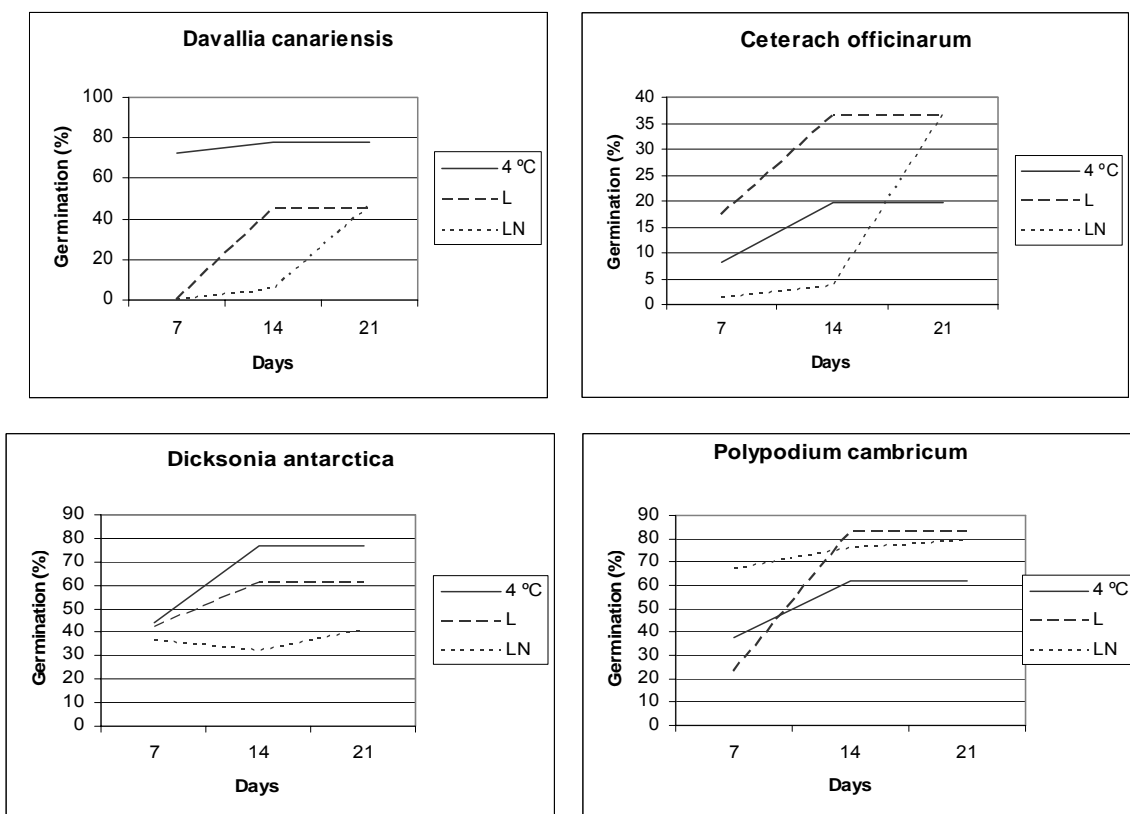 Davallia canariensis
Germination (%)
100
80
60
40
20
0
7 14 21
Days
4 ºC
L
LN
Ceterach officinarum
Germination (%)
40
35
30
25
20
15
10
5
0
7 14 21
Days
4 ºC
L
LN
Dicksonia antarctica
Germination (%)
90
80
70
60
50
40
30
20
10
0
7 14 21
Days
4 ºC
L
LN
Polypodium cambricum
Germination (%)
90
80
70
60
50
40
30
20
10
0
7 14 21
Days
4 ºC
L
LN